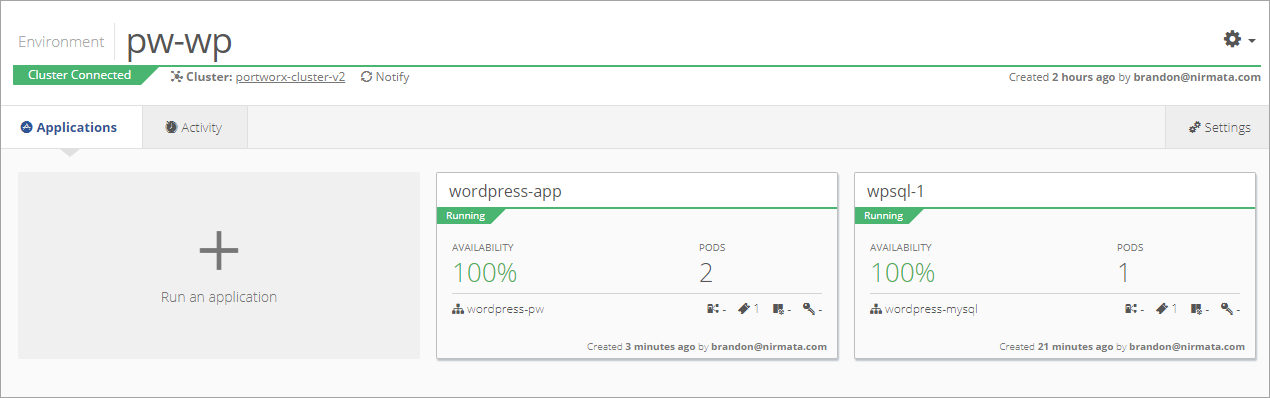 Environment pw-wp
Cluster Connected Cluster: portworx-cluster-v2 Notify Created 2 hours ago by brandon@nirmata.com
Applications Activity Settings
Run an application
wordpress-app
Running
AVAILABILITY PODS
100% 2
wordpress-pw - 1 - -
Created 3 minutes ago by brandon@nirmata.com
wpsql-1
Running
AVAILABILITY PODS
100% 1
wordpress-mysql - 1 - -
Created 21 minutes ago by brandon@nirmata.com